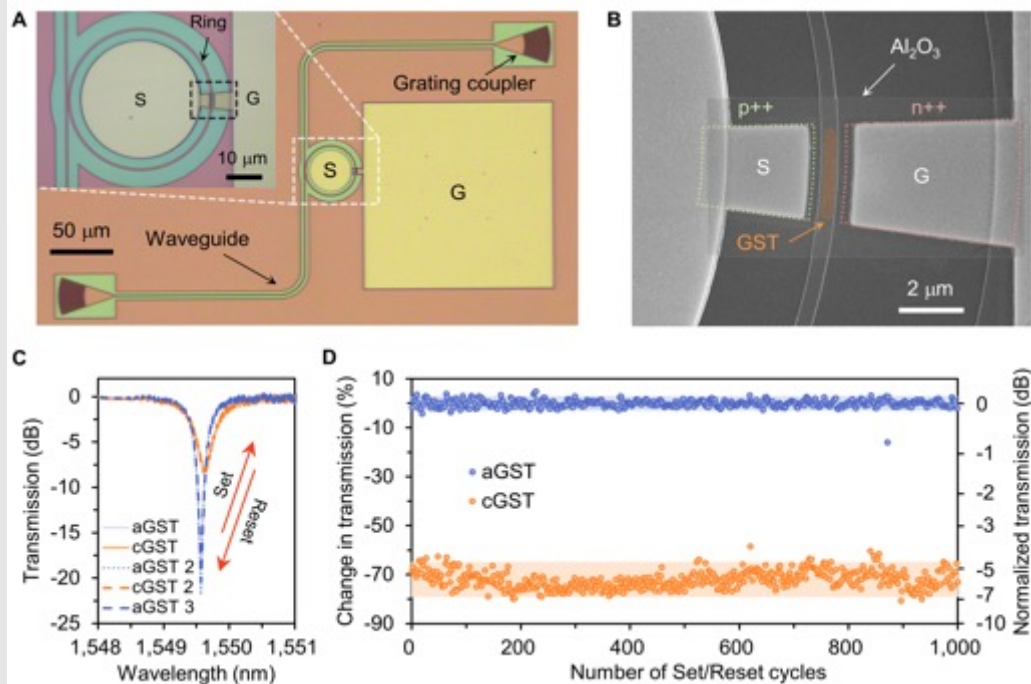 A
Ring
S
G
10 μm
Grating coupler
S
G
50 μm
Waveguide
B
Al₂O₃
p++
n++
S
G
GST
2 μm
C
Transmission (dB)
0
-5
-10
-15
-20
-25
Set
Reset
aGST
cGST
aGST 2
cGST 2
aGST 3
1,548
1,549
1,550
1,551
Wavelength (nm)
D
Change in transmission (%)
10
-10
-30
-50
-70
-90
aGST
cGST
0
200
400
600
800
1,000
Number of Set/Reset cycles
0
-1
-2
-3
-5
-7
-10
Normalized transmission (dB)